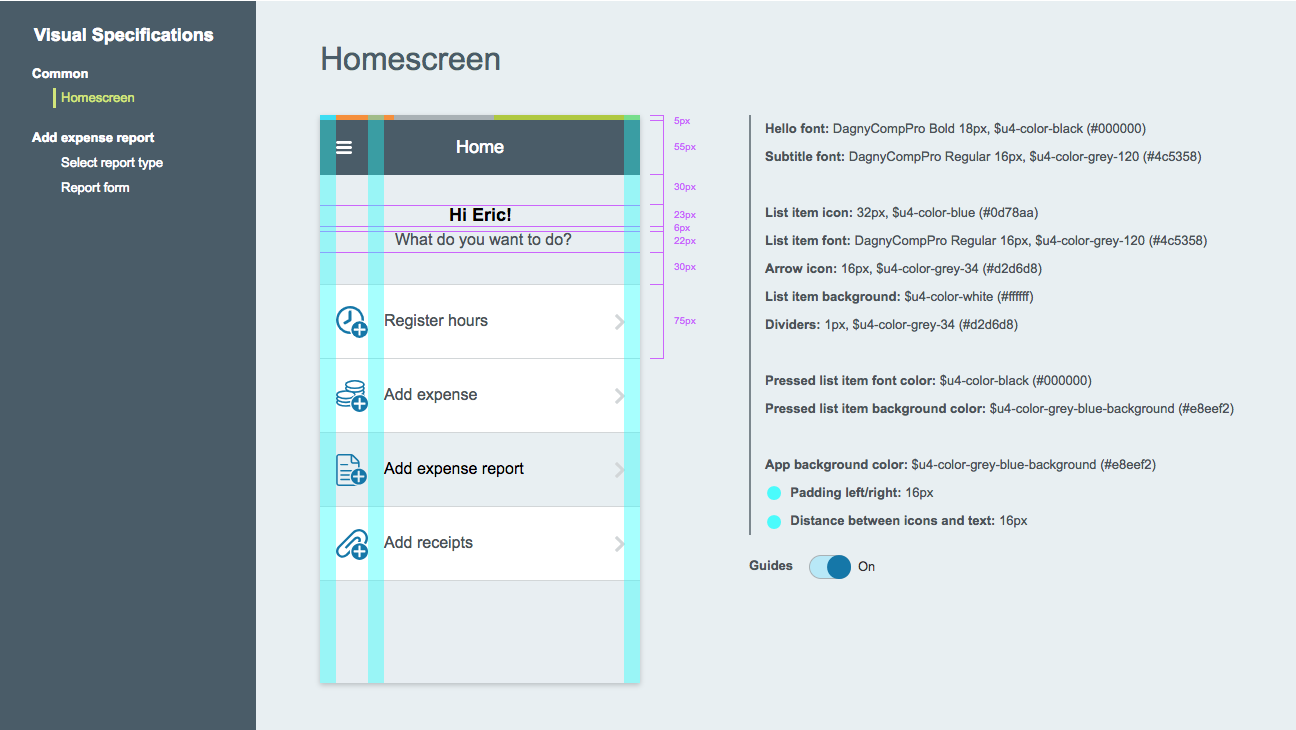 Visual Specifications
Common
Homescreen
Add expense report
Select report type
Report form
Homescreen
Home
Hi Eric!
What do you want to do?
Register hours
Add expense
Add expense report
Add receipts
5px
55px
30px
23px
6px
22px
30px
75px
Hello font: DagnyCompPro Bold 18px, $u4-color-black (#000000)
Subtitle font: DagnyCompPro Regular 16px, $u4-color-grey-120 (#4c5358)
List item icon: 32px, $u4-color-blue (#0d78aa)
List item font: DagnyCompPro Regular 16px, $u4-color-grey-120 (#4c5358)
Arrow icon: 16px, $u4-color-grey-34 (#d2d6d8)
List item background: $u4-color-white (#ffffff)
Dividers: 1px, $u4-color-grey-34 (#d2d6d8)
Pressed list item font color: $u4-color-black (#000000)
Pressed list item background color: $u4-color-grey-blue-background (#e8eef2)
App background color: $u4-color-grey-blue-background (#e8eef2)
Padding left/right: 16px
Distance between icons and text: 16px
Guides On